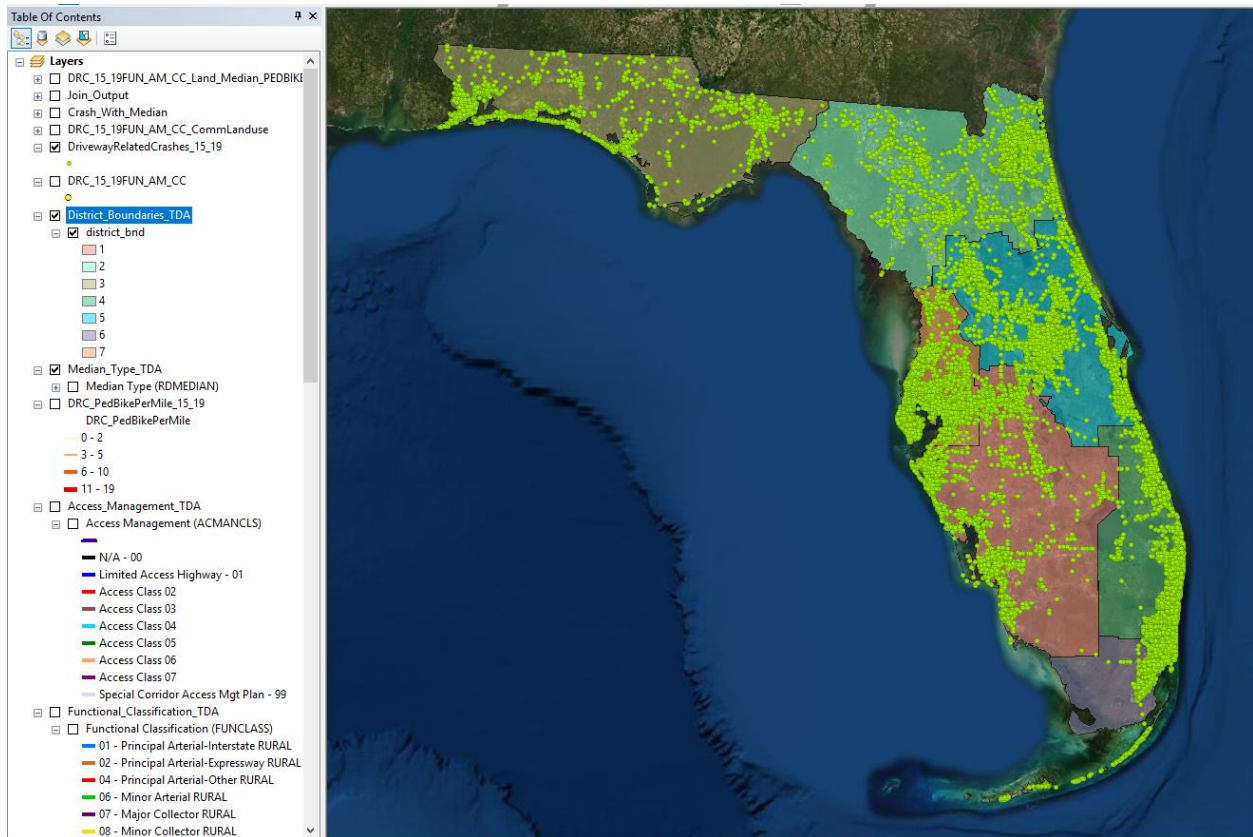 Table Of Contents
Layers
DRC_15_19FUN_AM_CC_Land_Median_PEDBIKE
Join_Output
Crash_With_Median
DRC_15_19FUN_AM_CC_CommLanduse
DrivewayRelatedCrashes_15_19
DRC_15_19FUN_AM_CC
District_Boundaries_TDA
district_bnd
1
2
3
4
5
6
7
Median_Type_TDA
Median Type (RDMEDIAN)
DRC_PedBikePerMile_15_19
DRC_PedBikePerMile
0 - 2
3 - 5
6 - 10
11 - 19
Access_Management_TDA
Access Management (ACMANCLS)
N/A - 00
Limited Access Highway - 01
Access Class 02
Access Class 03
Access Class 04
Access Class 05
Access Class 06
Access Class 07
Special Corridor Access Mgt Plan - 99
Functional_Classification_TDA
Functional Classification (FUNCLASS)
01 - Principal Arterial-Interstate RURAL
02 - Principal Arterial-Expressway RURAL
04 - Principal Arterial-Other RURAL
06 - Minor Arterial RURAL
07 - Major Collector RURAL
08 - Minor Collector RURAL